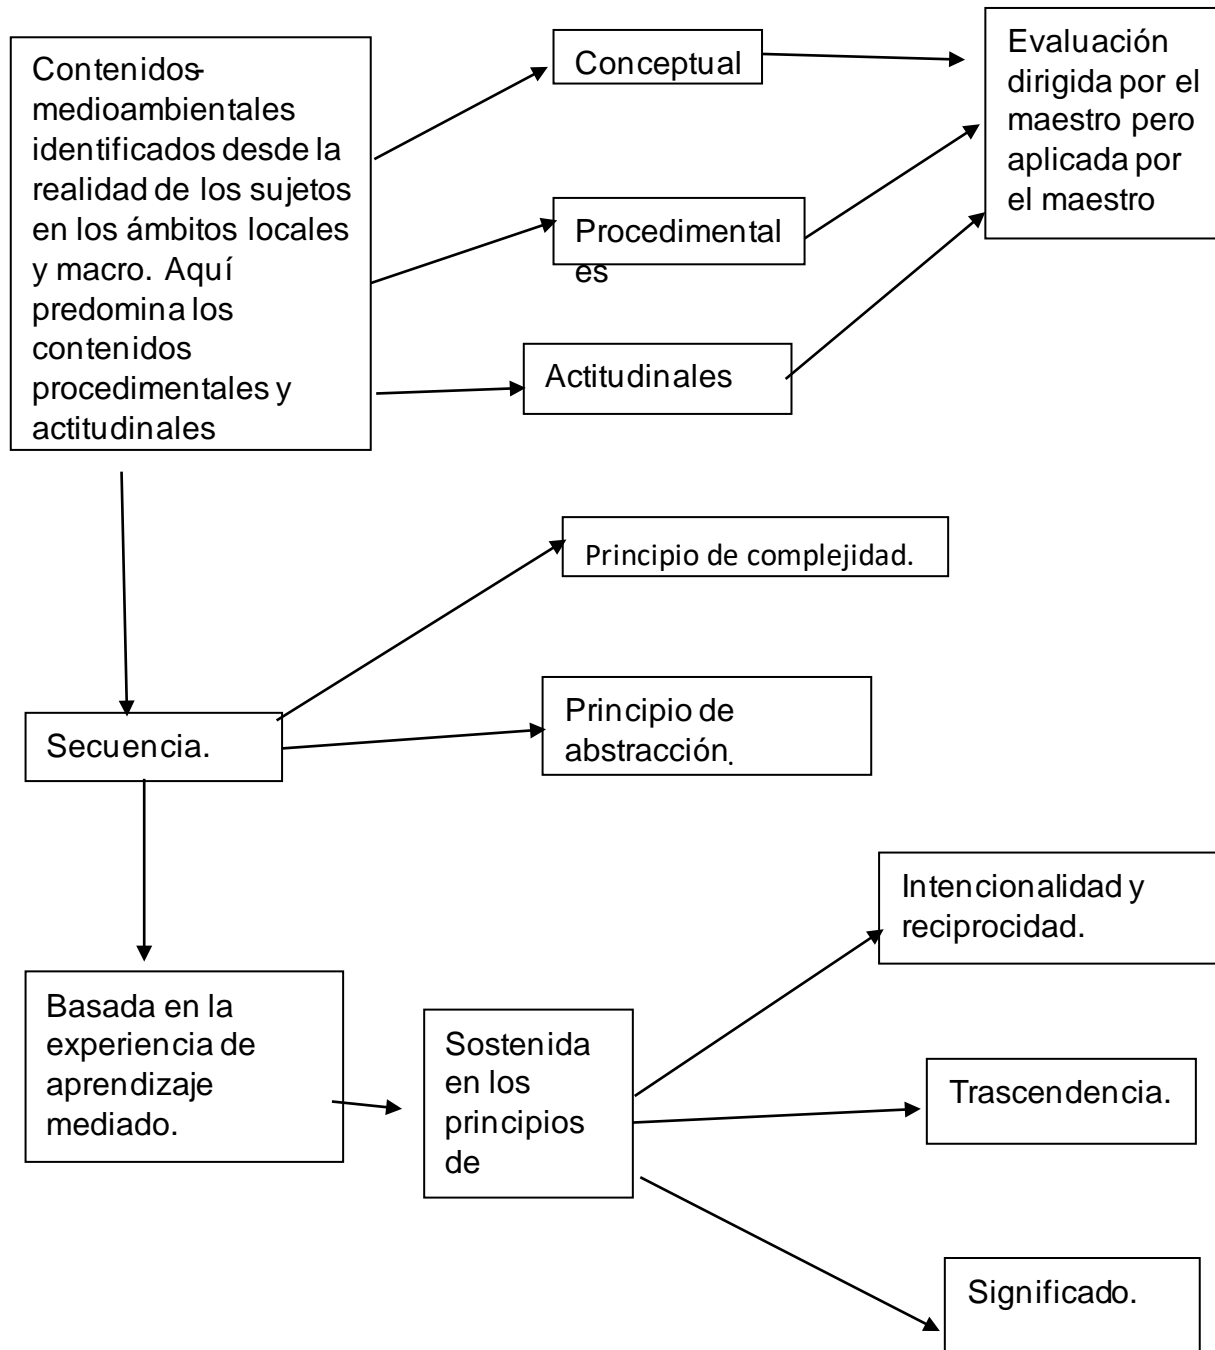 Contenidos-
medioambientales
identificados desde la
realidad de los sujetos
en los ámbitos locales
y macro. Aquí
predomina los
contenidos
procedimentales y
actitudinales
Conceptual
Procedimental
es
Actitudinales
Evaluación
dirigida por el
maestro pero
aplicada por
el maestro
Principio de complejidad.
Secuencia.
Principio de
abstracción.
Basada en la
experiencia de
aprendizaje
mediado.
Sostenida
en los
principios
de
Intencionalidad y
reciprocidad.
Trascendencia.
Significado.